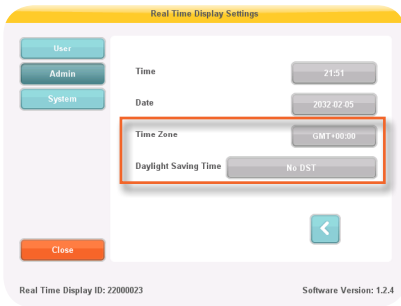 Real Time Display Settings
User
Admin
System
Time 21:51
Date 2032-02-05
Time Zone GMT+00:00
Daylight Saving Time No DST
Close
Real Time Display ID: 22000023 Software Version: 1.2.4